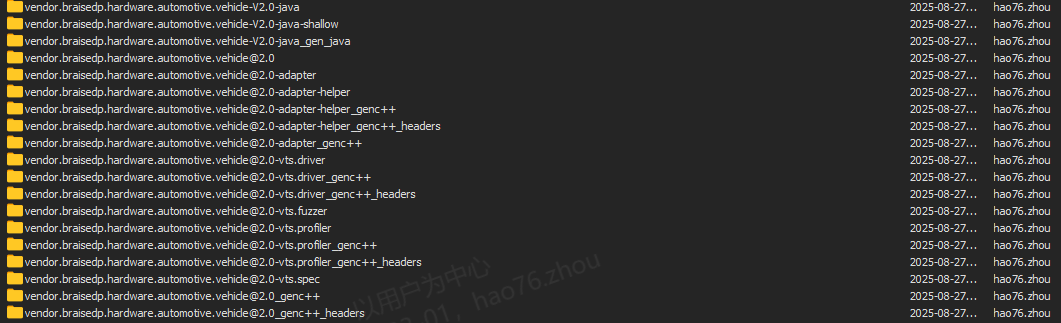 vendor.braisedp.hardware.automotive.vehicle-V2.0-java 2025-08-27... hao76.zhou
vendor.braisedp.hardware.automotive.vehicle-V2.0-java-shallow 2025-08-27... hao76.zhou
vendor.braisedp.hardware.automotive.vehicle-V2.0-java_gen_java 2025-08-27... hao76.zhou
vendor.braisedp.hardware.automotive.vehicle@2.0 2025-08-27... hao76.zhou
vendor.braisedp.hardware.automotive.vehicle@2.0-adapter 2025-08-27... hao76.zhou
vendor.braisedp.hardware.automotive.vehicle@2.0-adapter-helper 2025-08-27... hao76.zhou
vendor.braisedp.hardware.automotive.vehicle@2.0-adapter-helper_genc++ 2025-08-27... hao76.zhou
vendor.braisedp.hardware.automotive.vehicle@2.0-adapter-helper_genc++_headers 2025-08-27... hao76.zhou
vendor.braisedp.hardware.automotive.vehicle@2.0-adapter_genc++ 2025-08-27... hao76.zhou
vendor.braisedp.hardware.automotive.vehicle@2.0-vts.driver 2025-08-27... hao76.zhou
vendor.braisedp.hardware.automotive.vehicle@2.0-vts.driver_genc++ 2025-08-27... hao76.zhou
vendor.braisedp.hardware.automotive.vehicle@2.0-vts.driver_genc++_headers 2025-08-27... hao76.zhou
vendor.braisedp.hardware.automotive.vehicle@2.0-vts.fuzzer 2025-08-27... hao76.zhou
vendor.braisedp.hardware.automotive.vehicle@2.0-vts.profiler 2025-08-27... hao76.zhou
vendor.braisedp.hardware.automotive.vehicle@2.0-vts.profiler_genc++ 2025-08-27... hao76.zhou
vendor.braisedp.hardware.automotive.vehicle@2.0-vts.profiler_genc++_headers 2025-08-27... hao76.zhou
vendor.braisedp.hardware.automotive.vehicle@2.0-vts.spec 2025-08-27... hao76.zhou
vendor.braisedp.hardware.automotive.vehicle@2.0_genc++ 2025-08-27... hao76.zhou
vendor.braisedp.hardware.automotive.vehicle@2.0_genc++_headers 2025-08-27... hao76.zhou
以用户为中心
01, hao76.zhou